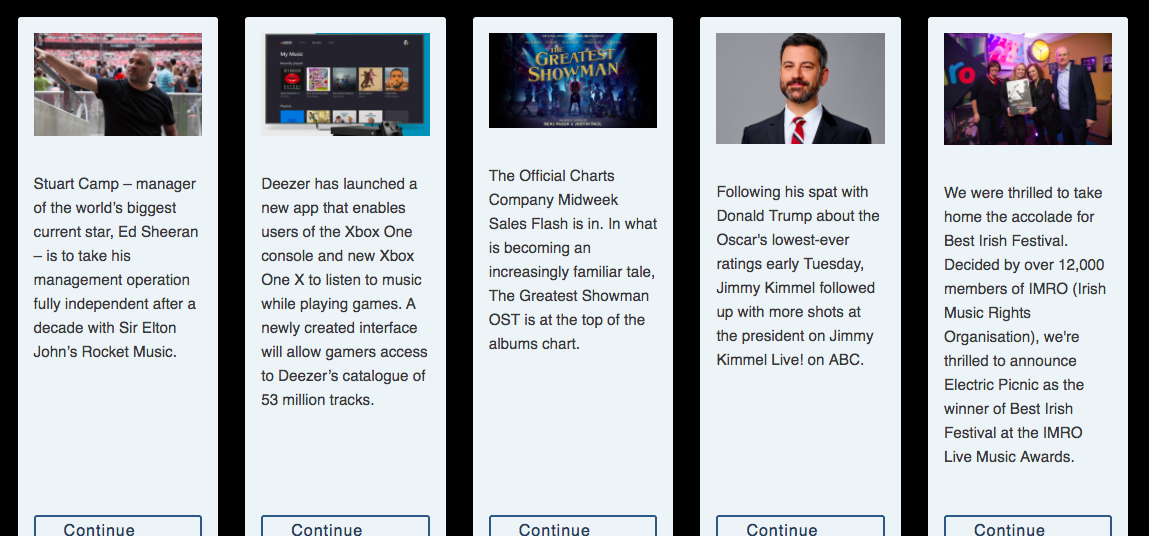 Stuart Camp – manager
of the world's biggest
current star, Ed Sheeran
– is to take his
management operation
fully independent after a
decade with Sir Elton
John's Rocket Music.
Continue
My Music
Deezer has launched a
new app that enables
users of the Xbox One
console and new Xbox
One X to listen to music
while playing games. A
newly created interface
will allow gamers access
to Deezer's catalogue of
53 million tracks.
Continue
THE
GREATEST
SHOWMAN
The Official Charts
Company Midweek
Sales Flash is in. In what
is becoming an
increasingly familiar tale,
The Greatest Showman
OST is at the top of the
albums chart.
Continue
Following his spat with
Donald Trump about the
Oscar's lowest-ever
ratings early Tuesday,
Jimmy Kimmel followed
up with more shots at
the president on Jimmy
Kimmel Live! on ABC.
Continue
We were thrilled to take
home the accolade for
Best Irish Festival.
Decided by over 12,000
members of IMRO (Irish
Music Rights
Organisation), we're
thrilled to announce
Electric Picnic as the
winner of Best Irish
Festival at the IMRO
Live Music Awards.
Continue